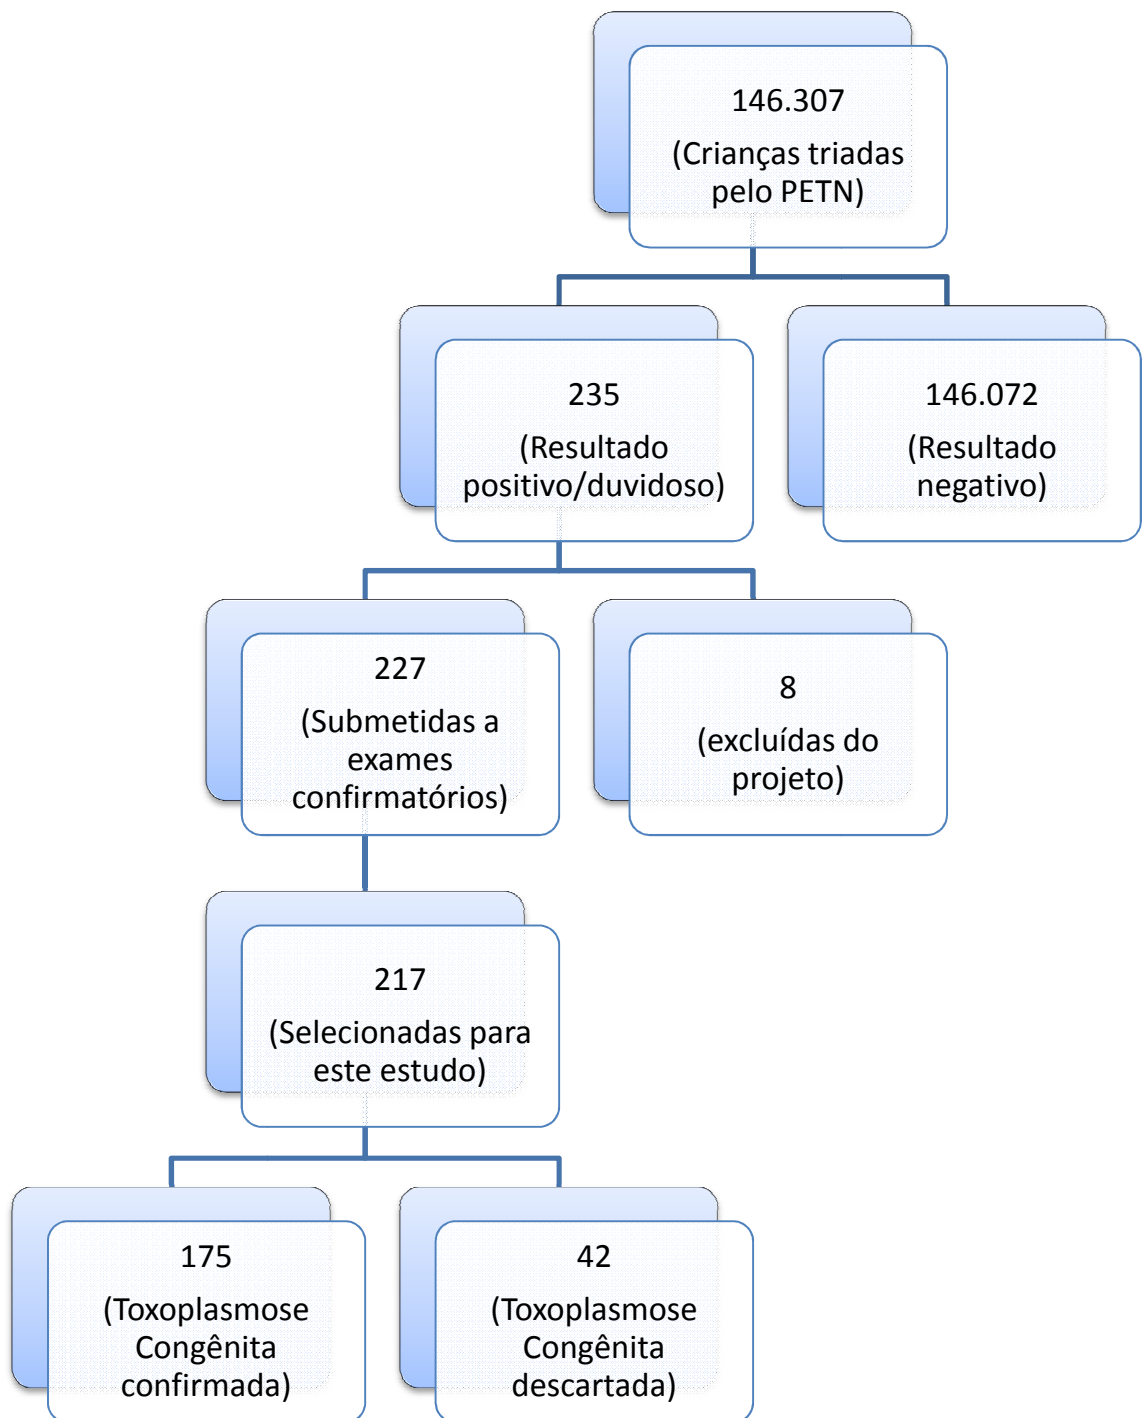 146.307
(Crianças triadas
pelo PETN)
235
(Resultado
positivo/duvidoso)
146.072
(Resultado
negativo)
227
(Submetidas a
exames
confirmatórios)
8
(excluídas do
projeto)
217
(Selecionadas para
este estudo)
175
(Toxoplasmose
Congênita
confirmada)
42
(Toxoplasmose
Congênita
descartada)